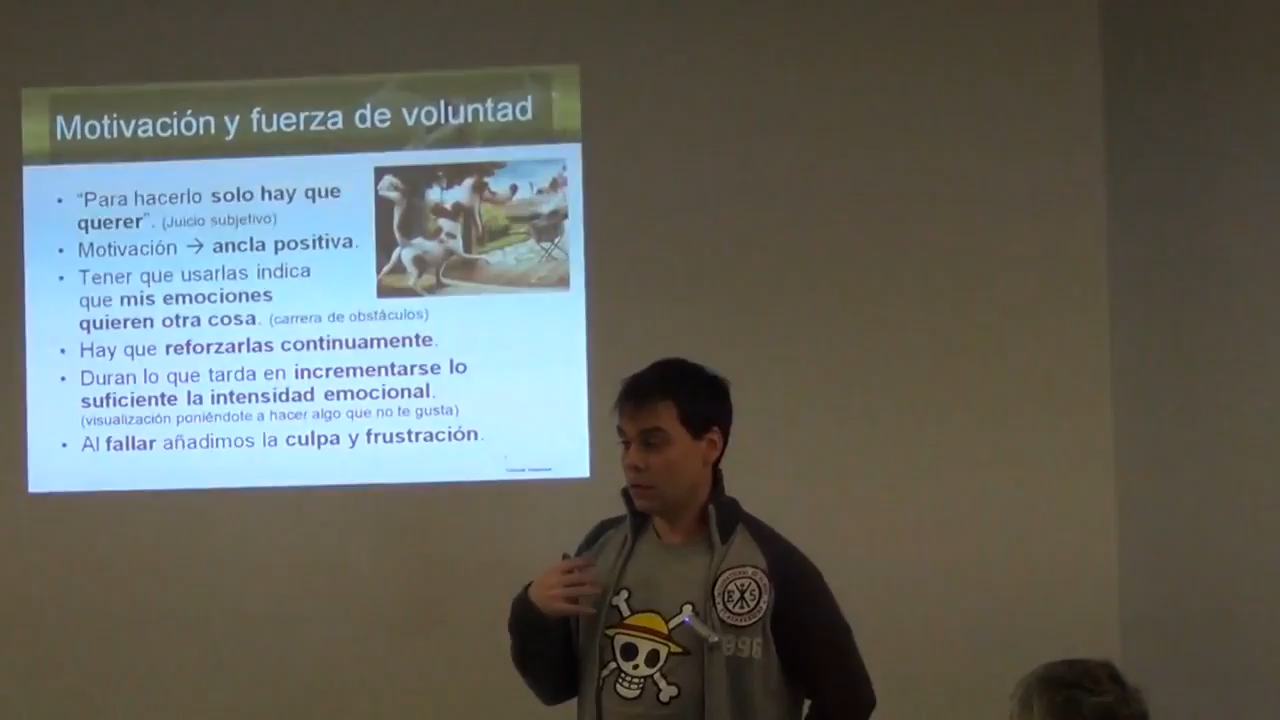 Motivación y fuerza de voluntad
• “Para hacerlo solo hay que
querer”. (Juicio subjetivo)
• Motivación → ancla positiva.
• Tener que usarlas indica
que mis emociones
quieren otra cosa. (carrera de obstáculos)
• Hay que reforzarlas continuamente.
• Duran lo que tarda en incrementarse lo
suficiente la intensidad emocional.
(visualización poniéndote a hacer algo que no te gusta)
• Al fallar añadimos la culpa y frustración.